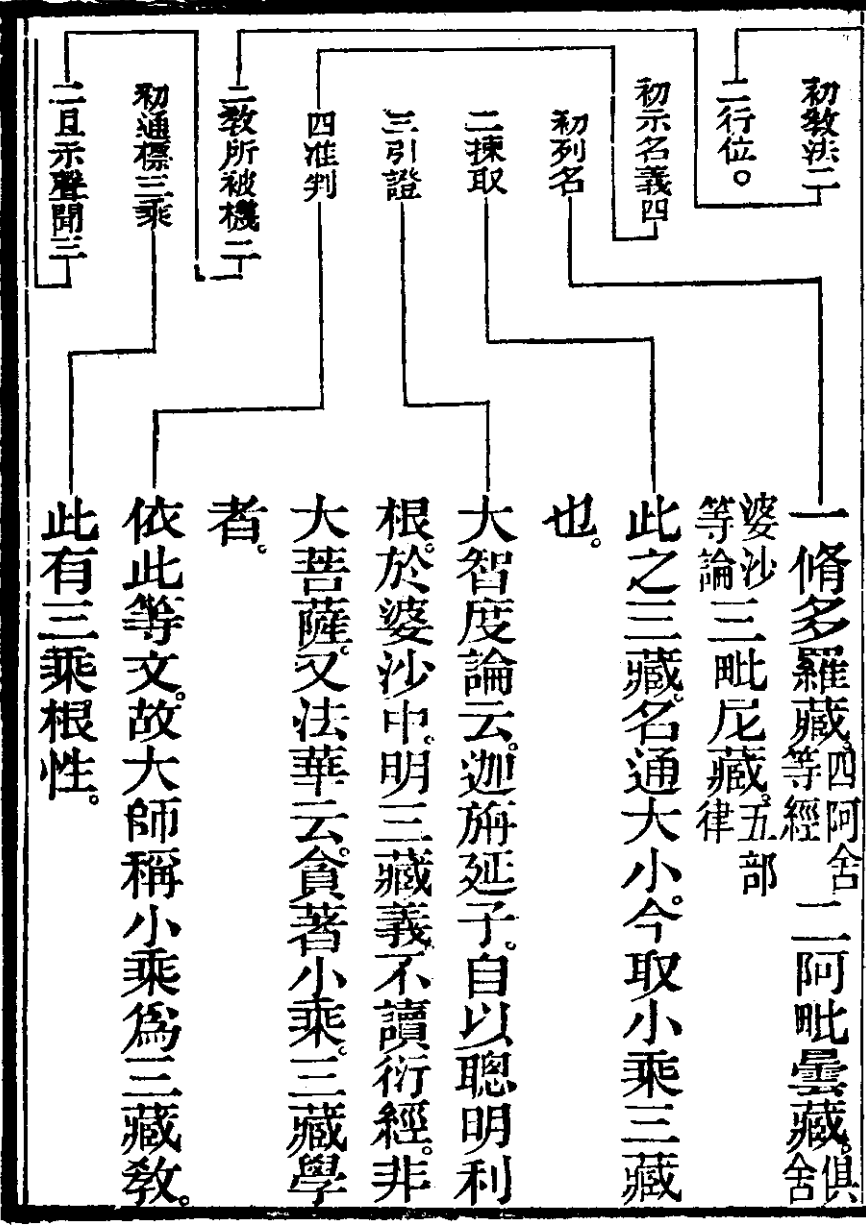 初教法二
二行位。
初示名義四
初列名
二揀取
三引證
四准判
二教所被機二
初通標三乘
二且示聲聞三
一脩多羅藏。四阿含等經二阿毗曇藏。俱舍
婆沙等論三毗尼藏。五部律
此之三藏。名通大小。今取小乘三藏
也。
大智度論云。迦旃延子。自以聰明利
根。於婆沙中。明三藏義。不讀衍經。非
大菩薩。又法華云。貪著小乘。三藏學
者。
依此等文。故大師稱小乘爲三藏教。
此有三乘根性。